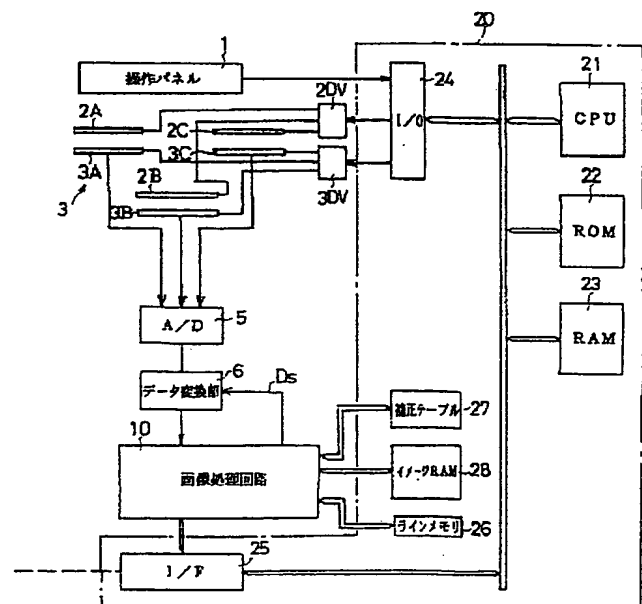 20
1
操作パネル
24
I/O
21
CPU
2A
2C
2DV
3A
3C
3
2B
3DV
3B
22
ROM
23
RAM
A/D
5
6
データ変換部
Ds
10
画像処理回路
補正テーブル
27
イメージRAM
28
ラインメモリ
26
25
I/F